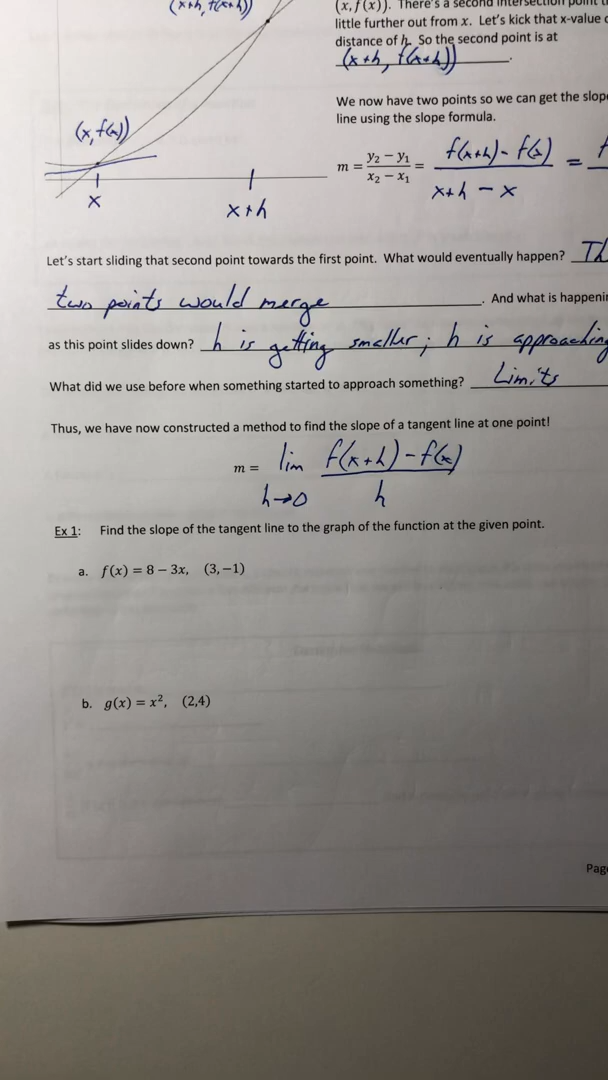 (x+h, f(x+h))
(x, f(x)). There's a second intersection point
little further out from x. Let's kick that x-value
distance of h. So the second point is at
(x+h, f(x+h)).
We now have two points so we can get the slope
line using the slope formula.
(x, f(x))
m = y₂ − y₁ / x₂ − x₁ = f(x+h) - f(x) / x+h - x =
x
x+h
Let's start sliding that second point towards the first point. What would eventually happen? Th
two points would merge. And what is happenin
as this point slides down? h is getting smaller; h is approaching
What did we use before when something started to approach something? Limits
Thus, we have now constructed a method to find the slope of a tangent line at one point!
m = lim h→0 f(x+h)-f(x) / h
Ex 1: Find the slope of the tangent line to the graph of the function at the given point.
a. f(x) = 8 − 3x, (3, −1)
b. g(x) = x², (2,4)
Page